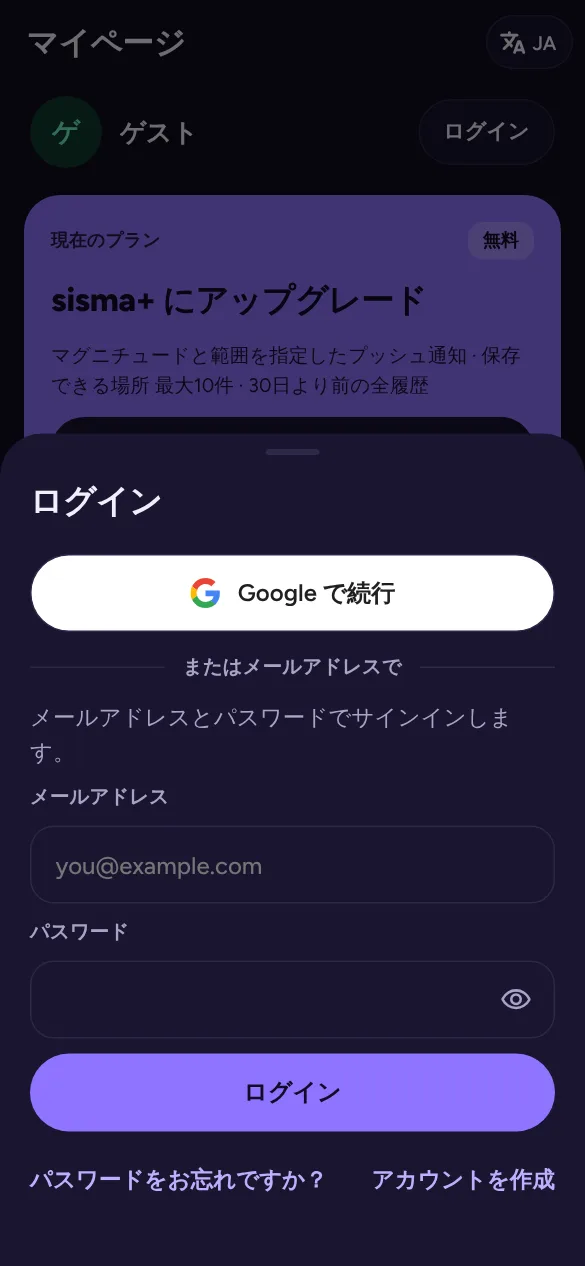 マイページ
JA
ゲ
ゲスト
ログイン
現在のプラン
無料
sisma+ にアップグレード
マグニチュードと範囲を指定したプッシュ通知 · 保存
できる場所 最大10件 · 30日より前の全履歴
ログイン
Google で続行
またはメールアドレスで
メールアドレスとパスワードでサインインしま
す。
メールアドレス
you@example.com
パスワード
ログイン
パスワードをお忘れですか？
アカウントを作成